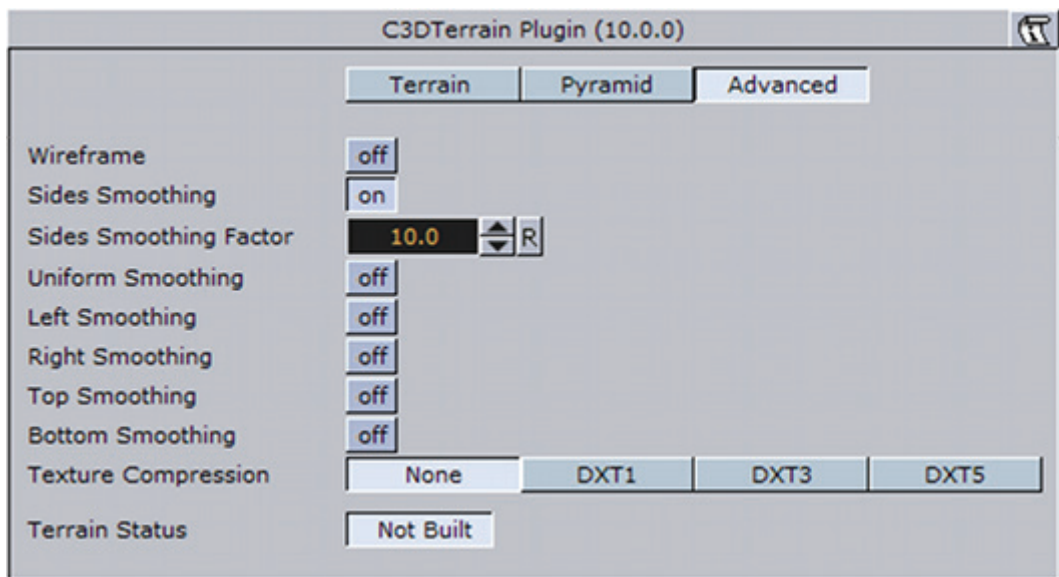 C3DTerrain Plugin (10.0.0)
Terrain Pyramid Advanced
Wireframe off
Sides Smoothing on
Sides Smoothing Factor 10.0 R
Uniform Smoothing off
Left Smoothing off
Right Smoothing off
Top Smoothing off
Bottom Smoothing off
Texture Compression None DXT1 DXT3 DXT5
Terrain Status Not Built